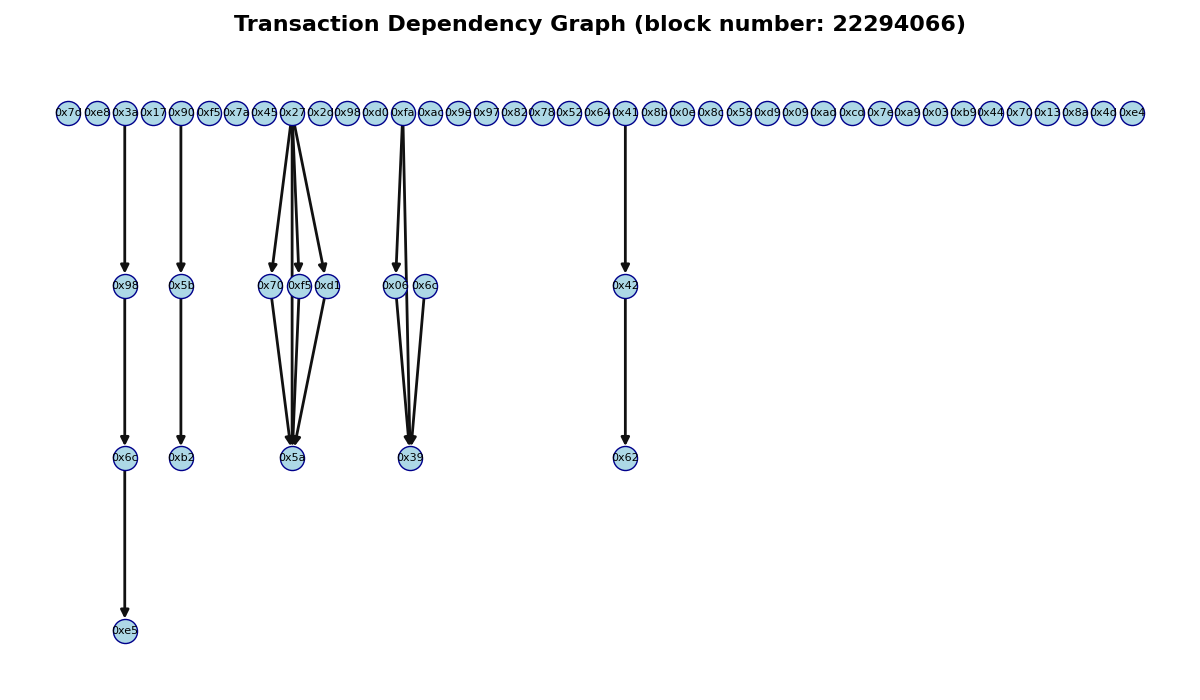 Transaction Dependency Graph (block number: 22294066)
0x7d 0xe8 0x3a 0x17 0x90 0xf5 0x7a 0x45 0x27 0x2d 0x98 0xd0 0xfa 0xac 0x9e 0x97 0x82 0x78 0x52 0x64 0x41 0x8b 0x0e 0x8c 0x58 0xd9 0x09 0xad 0xcd 0x7e 0xa9 0x03 0xb9 0x44 0x70 0x13 0x8a 0x4d 0xe4
0x98 0x5b 0x70 0xf5 0xd1 0x06 0x6c 0x42
0x6c 0xb2 0x5a 0x39 0x62
0xe5